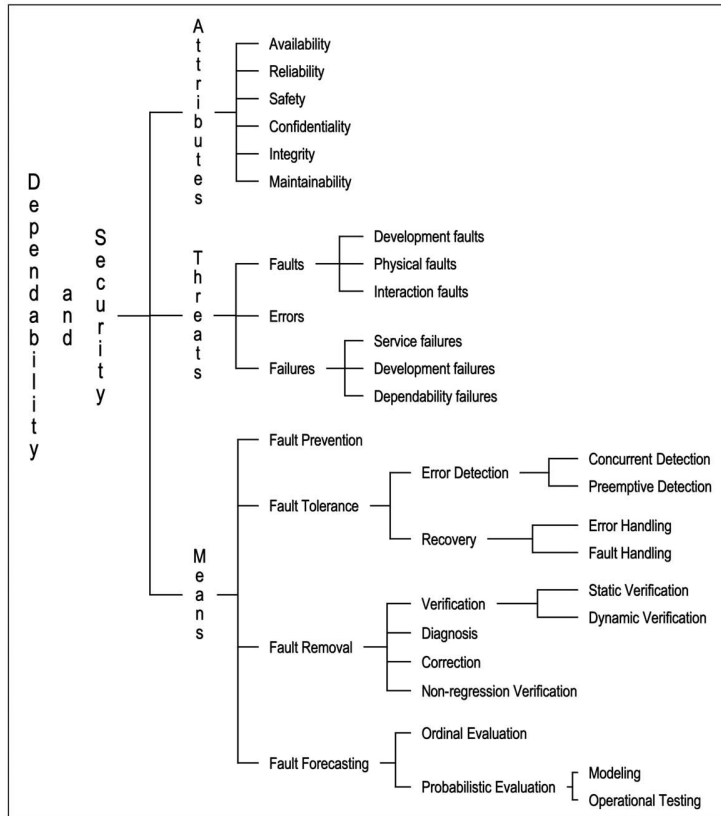 Dependability
and
Security
Attributes
Availability
Reliability
Safety
Confidentiality
Integrity
Maintainability
Threats
Faults
Development faults
Physical faults
Interaction faults
Errors
Failures
Service failures
Development failures
Dependability failures
Means
Fault Prevention
Fault Tolerance
Error Detection
Concurrent Detection
Preemptive Detection
Recovery
Error Handling
Fault Handling
Fault Removal
Verification
Static Verification
Dynamic Verification
Diagnosis
Correction
Non-regression Verification
Fault Forecasting
Ordinal Evaluation
Probabilistic Evaluation
Modeling
Operational Testing